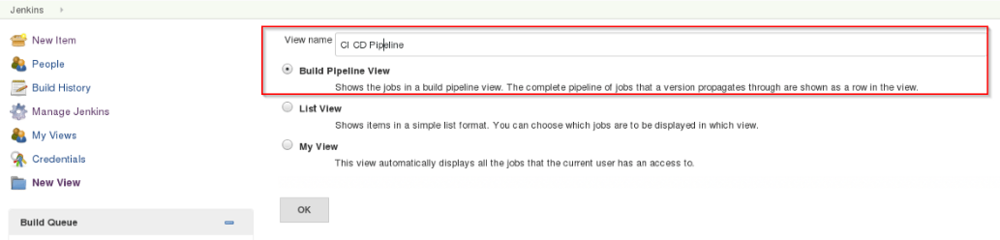 Jenkins
New Item
People
Build History
Manage Jenkins
My Views
Credentials
New View
Build Queue
View name CI CD Pipeline
Build Pipeline View
Shows the jobs in a build pipeline view. The complete pipeline of jobs that a version propagates through are shown as a row in the view.
List View
Shows items in a simple list format. You can choose which jobs are to be displayed in which view.
My View
This view automatically displays all the jobs that the current user has an access to.
OK